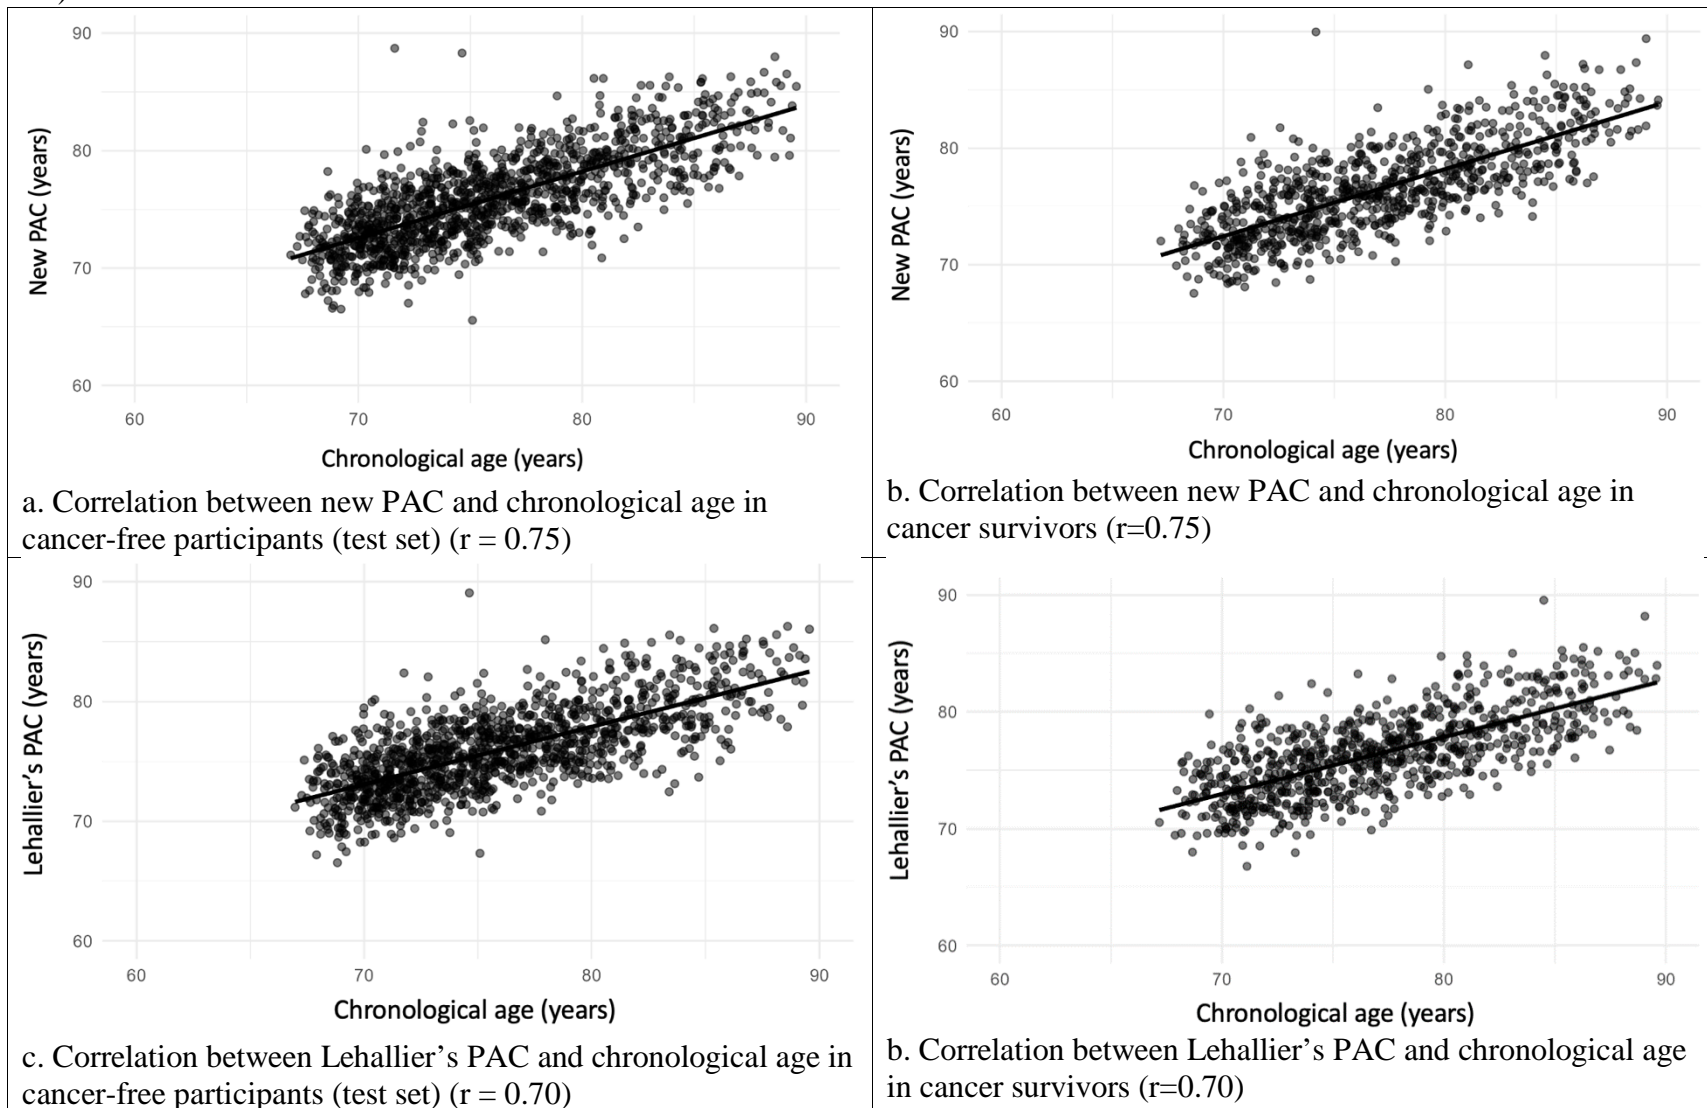 90
80
70
60
New PAC (years)
60 70 80 90
Chronological age (years)
a. Correlation between new PAC and chronological age in
cancer-free participants (test set) (r = 0.75)
90
80
70
60
New PAC (years)
60 70 80 90
Chronological age (years)
b. Correlation between new PAC and chronological age in
cancer survivors (r=0.75)
90
80
70
60
Lehallier’s PAC (years)
60 70 80 90
Chronological age (years)
c. Correlation between Lehallier’s PAC and chronological age in
cancer-free participants (test set) (r = 0.70)
90
80
70
60
Lehallier’s PAC (years)
60 70 80 90
Chronological age (years)
b. Correlation between Lehallier’s PAC and chronological age
in cancer survivors (r=0.70)